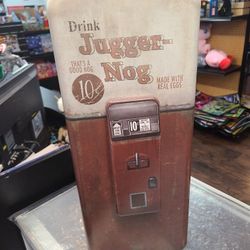 Drink
Jugger-
Nog
THAT'S A
GOOD NOG
10¢
MADE WITH
REAL EGGS
10¢